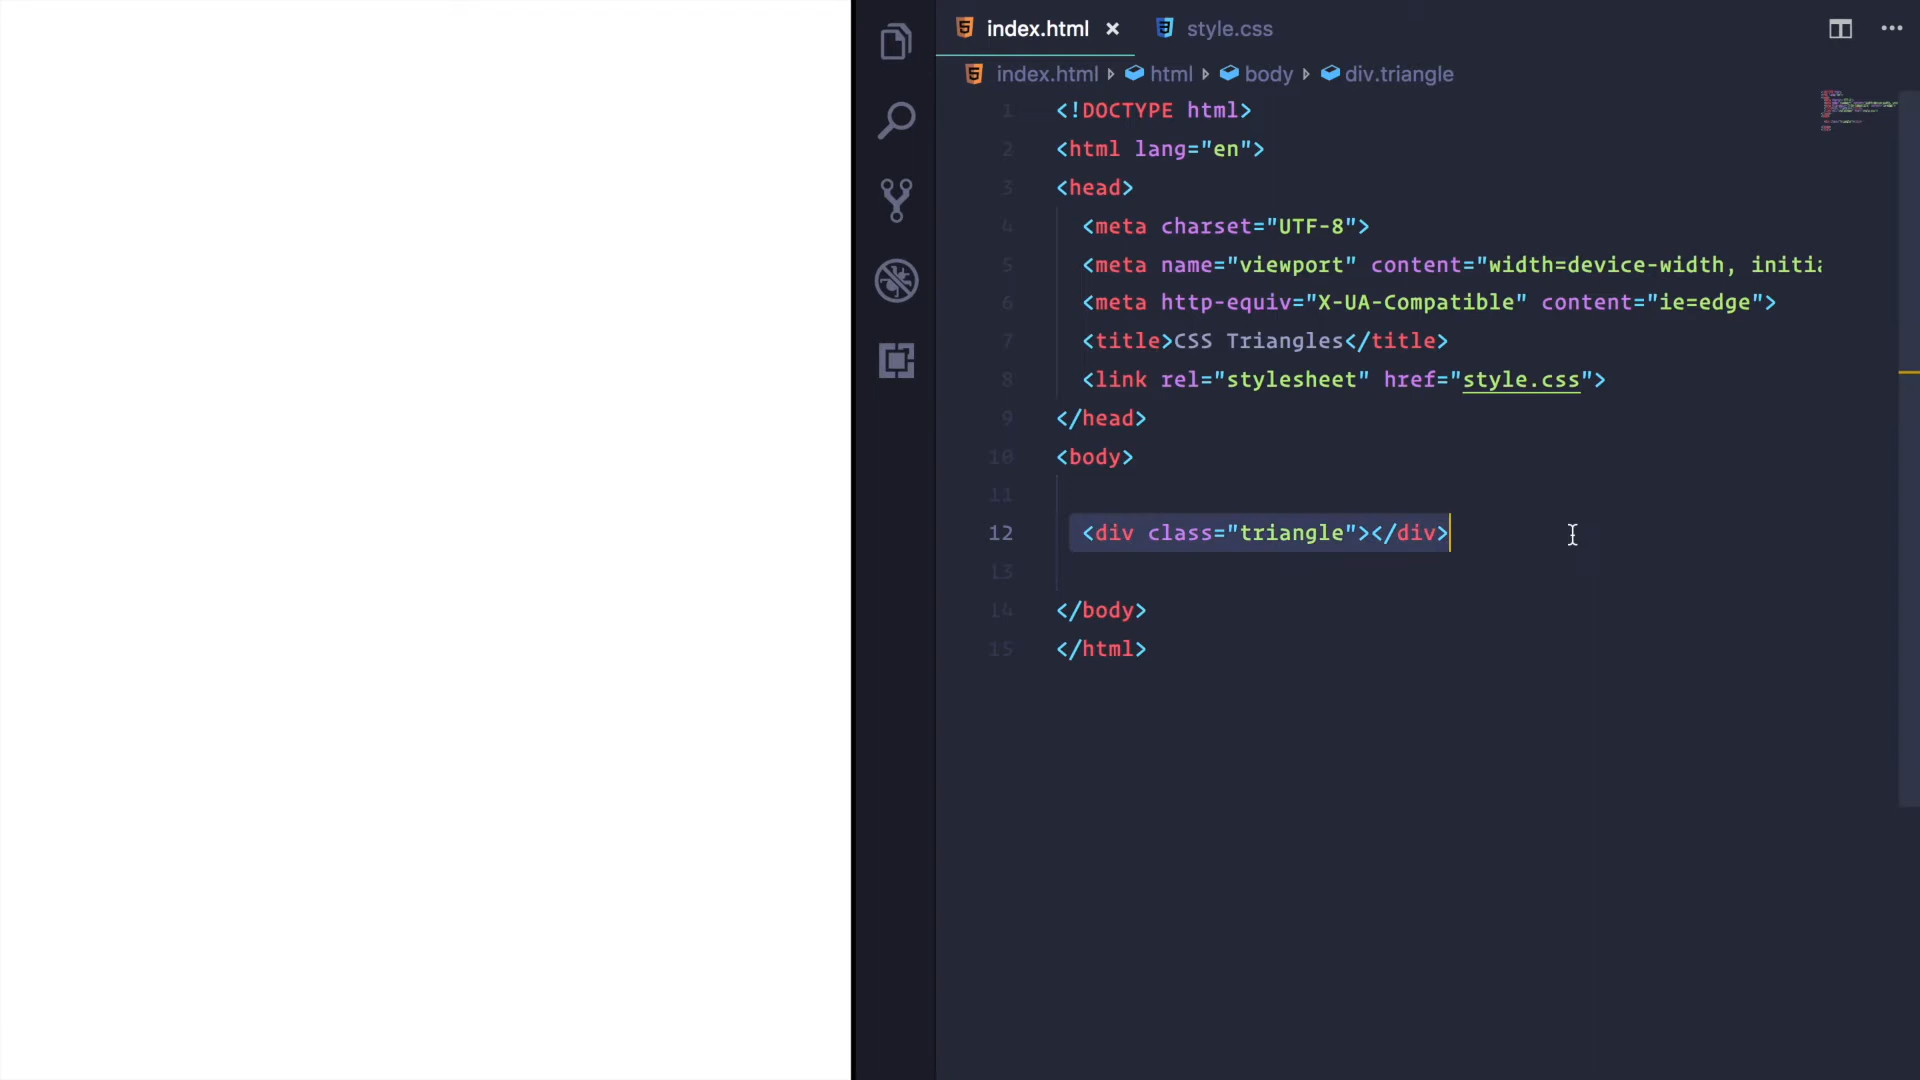 index.html × style.css
index.html html body div.triangle
1 <!DOCTYPE html>
2 <html lang="en">
3 <head>
4 <meta charset="UTF-8">
5 <meta name="viewport" content="width=device-width, initi
6 <meta http-equiv="X-UA-Compatible" content="ie=edge">
7 <title>CSS Triangles</title>
8 <link rel="stylesheet" href="style.css">
9 </head>
10 <body>
11
12 <div class="triangle"></div>
13
14 </body>
15 </html>